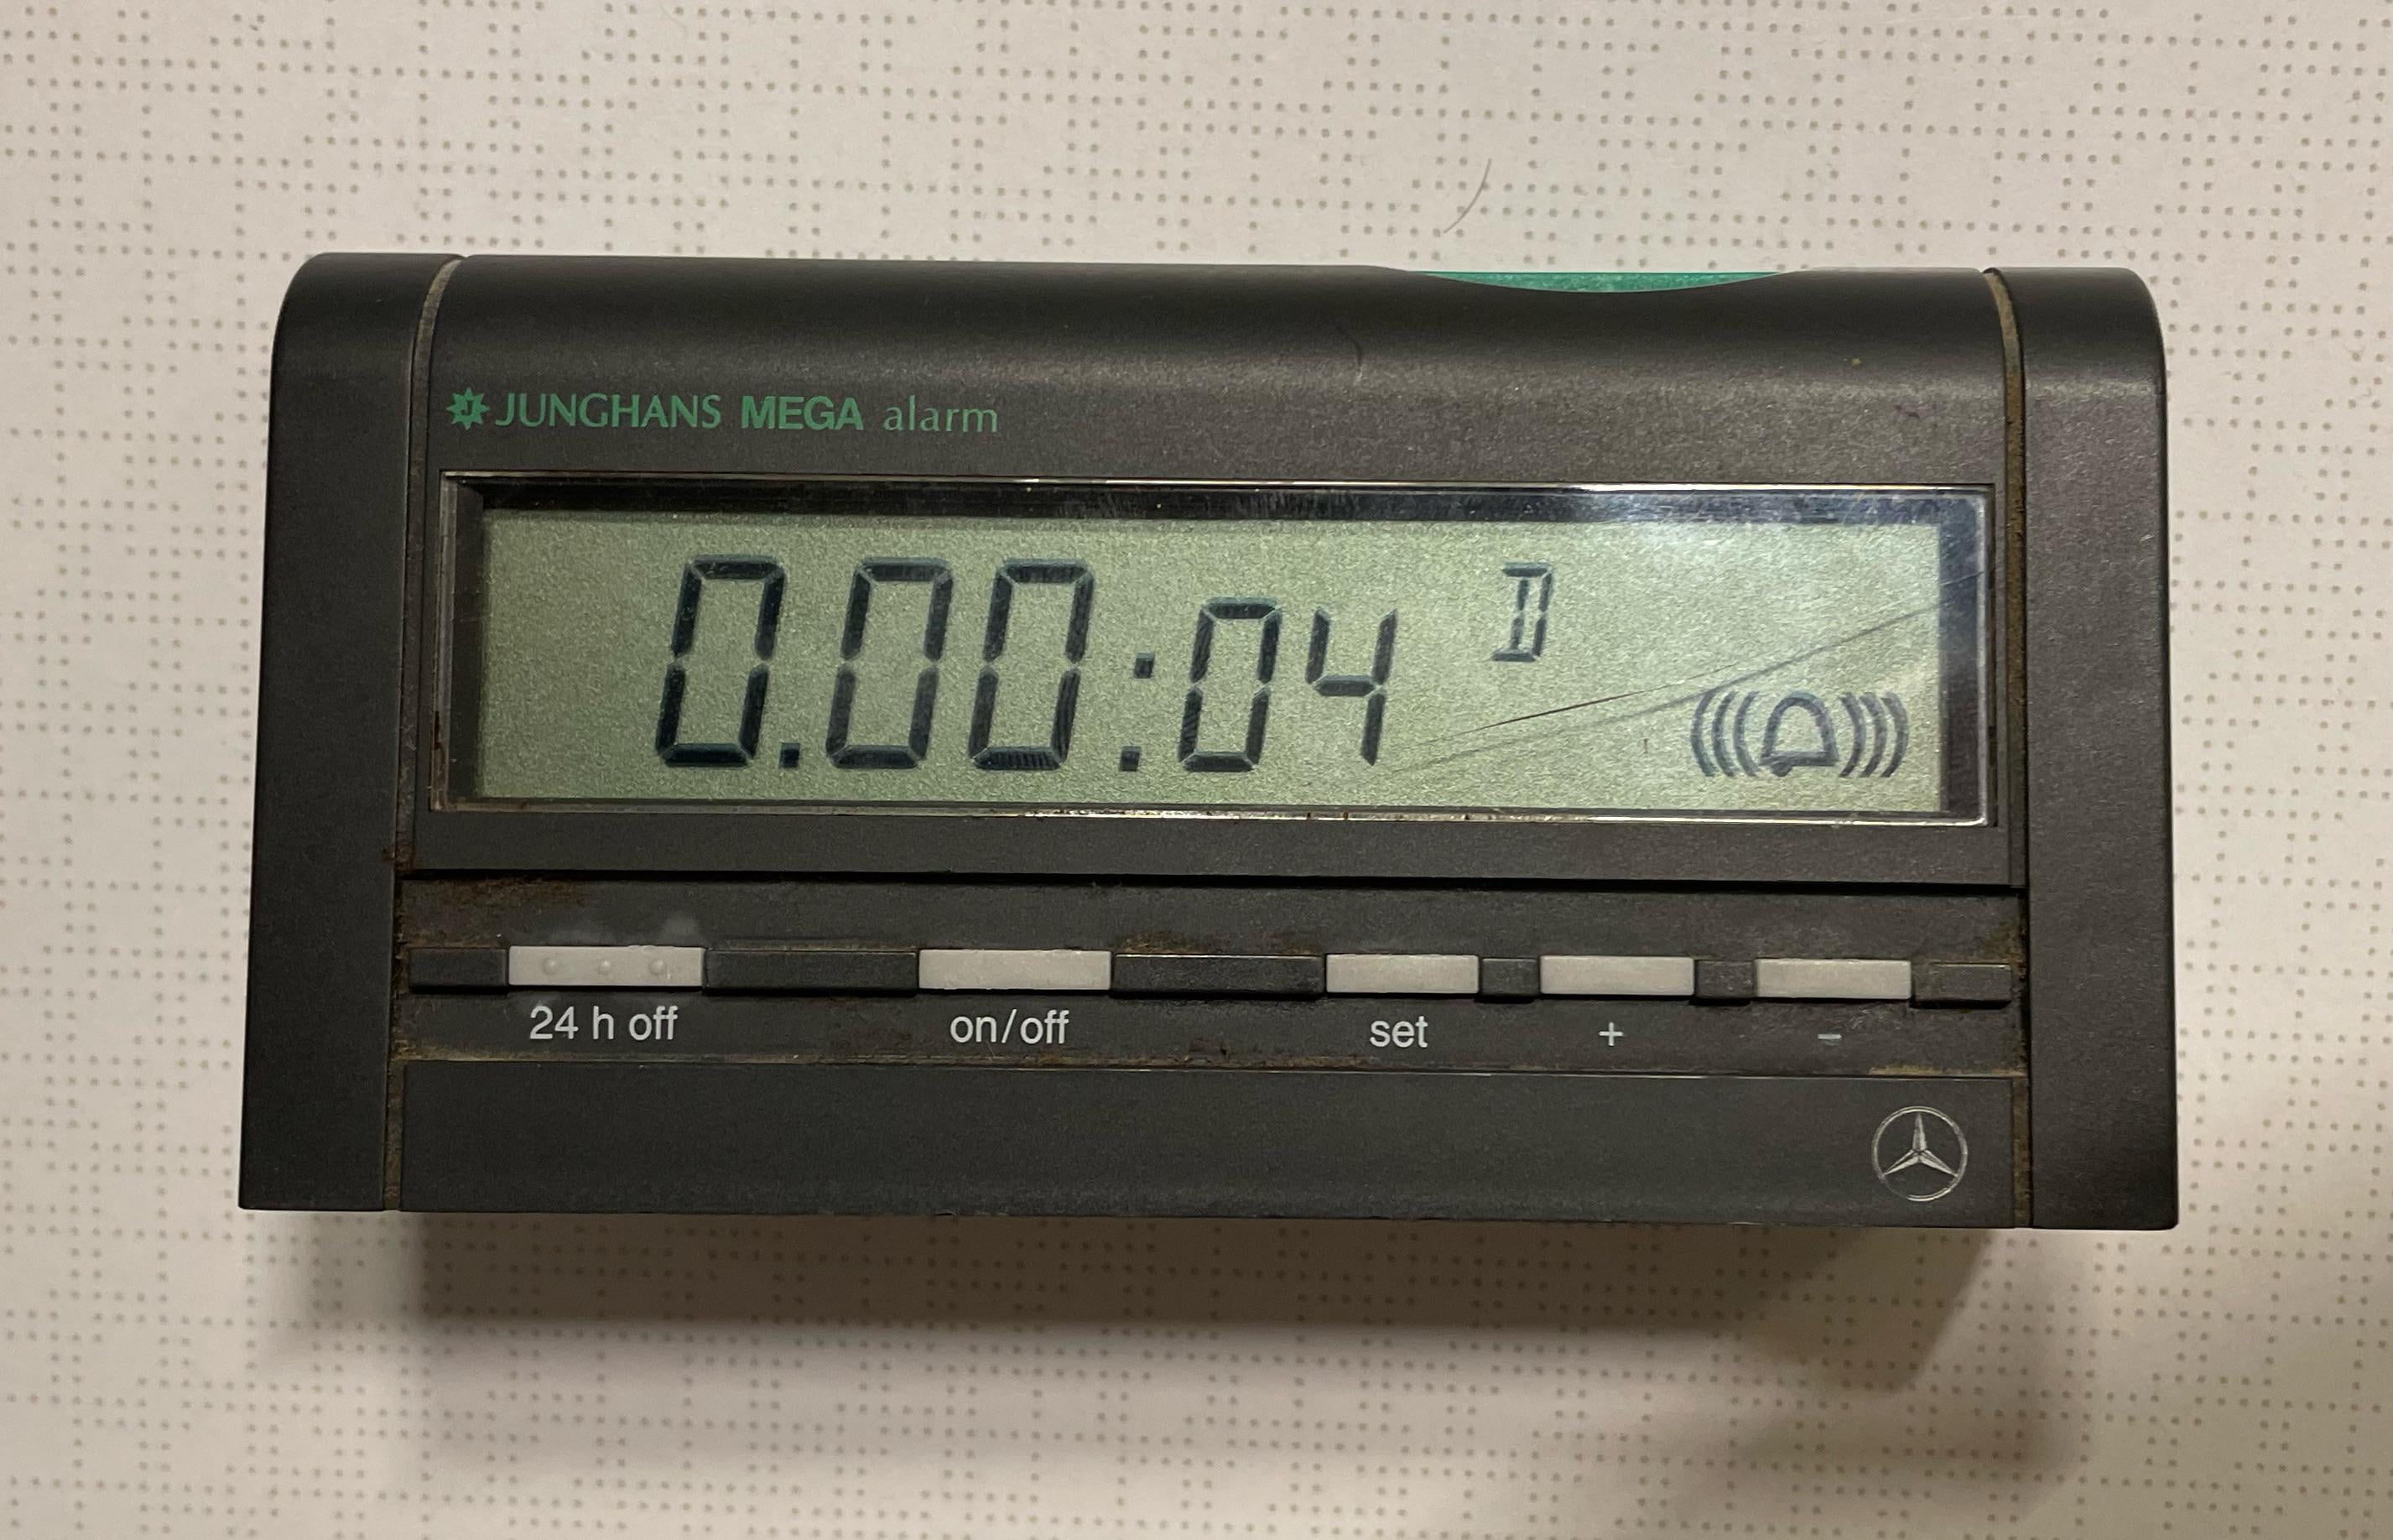 JUNGHANS MEGA alarm
0.00:04 D
24 h off on/off set + -